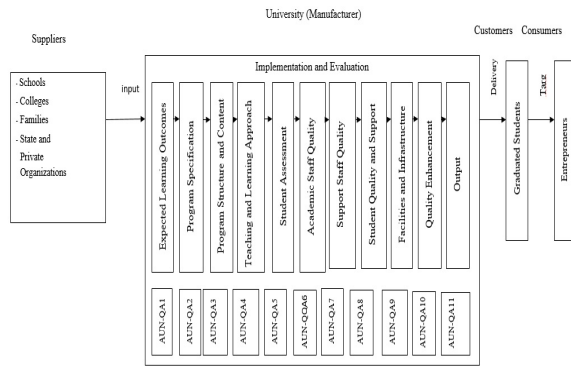 University (Manufacturer)
Suppliers
Customers
Consumers
- Schools
- Colleges
- Families
- State and
Private
Organizations
input
Implementation and Evaluation
Expected Learning Outcomes
Program Specification
Program Structure and Content
Teaching and Learning Approach
Student Assessment
Academic Staff Quality
Support Staff Quality
Student Quality and Support
Facilities and Infrastructure
Quality Enhancement
Output
AUN-QA1
AUN-QA2
AUN-QA3
AUN-QA4
AUN-QA5
AUN-QOA6
AUN-QA7
AUN-QA8
AUN-QA9
AUN-QA10
AUN-QA11
Delivery
Graduated Students
Targ
Entrepreneurs